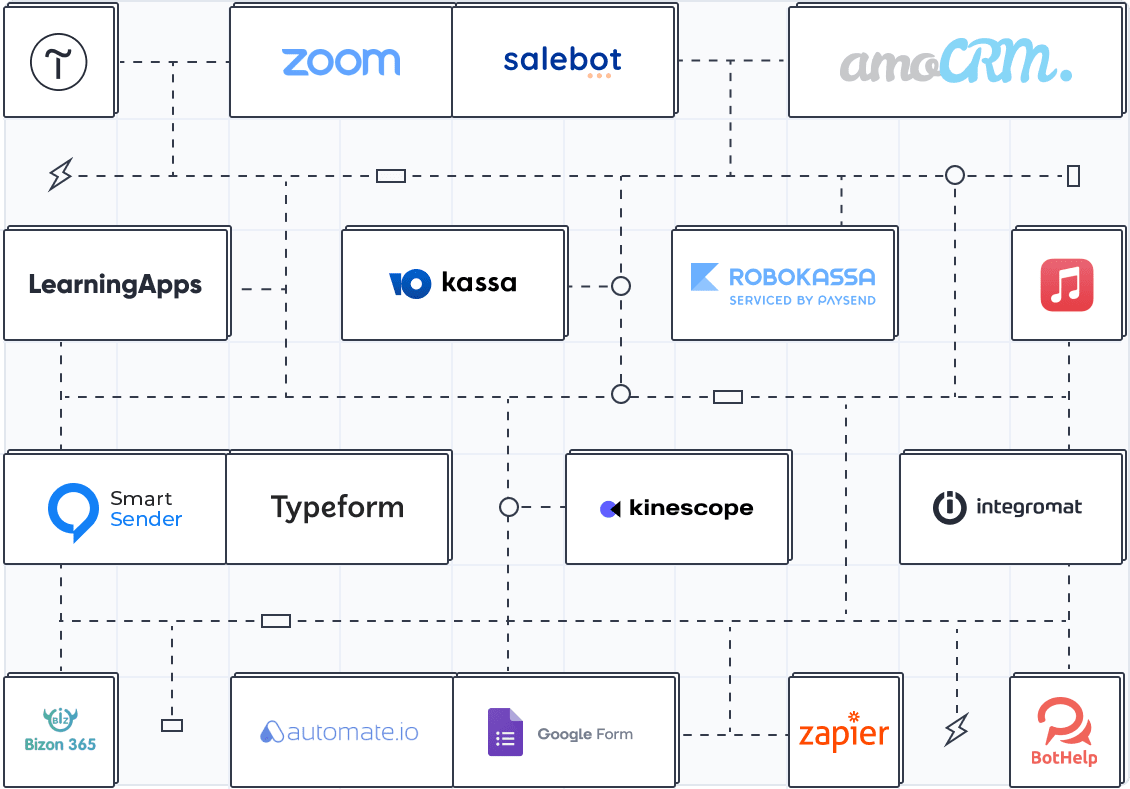 zoom
salebot
amoCRM.
LearningApps
Ю kassa
ROBOKASSA
SERVICED BY PAYSEND
Smart
Sender
Typeform
kinescope
integromat
BIZ
Bizon 365
automate.io
Google Form
zapier
BotHelp